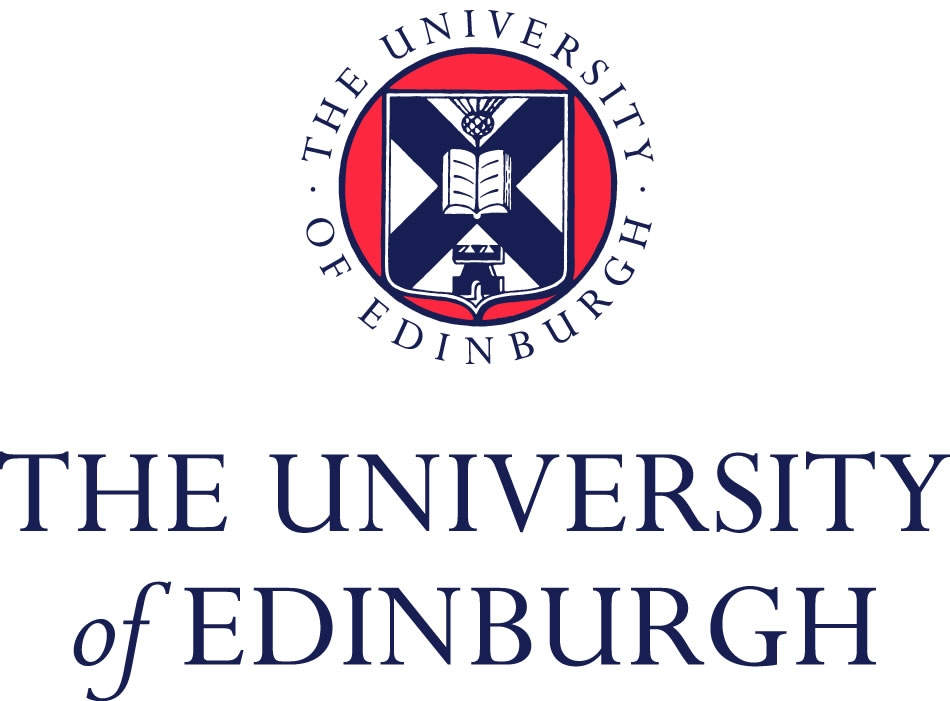 · THE UNIVERSITY ·
OF EDINBURGH
THE UNIVERSITY
of EDINBURGH